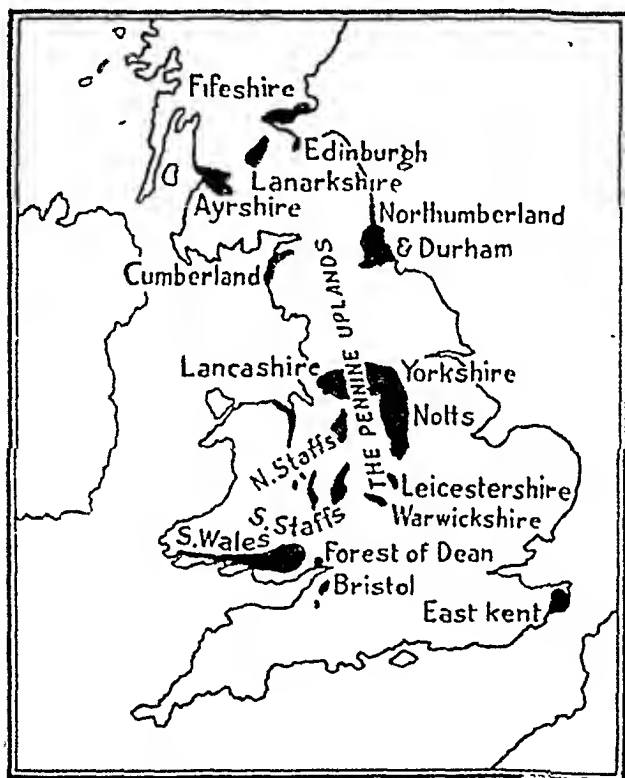 Fifeshire
Edinburgh
Lanarkshire
Ayrshire
Northumberland
& Durham
Cumberland
THE PENNINE UPLANDS
Lancashire
Yorkshire
Notts
N. Staffs
Leicestershire
S. Staffs
Warwickshire
S. Wales
Forest of Dean
Bristol
East kent